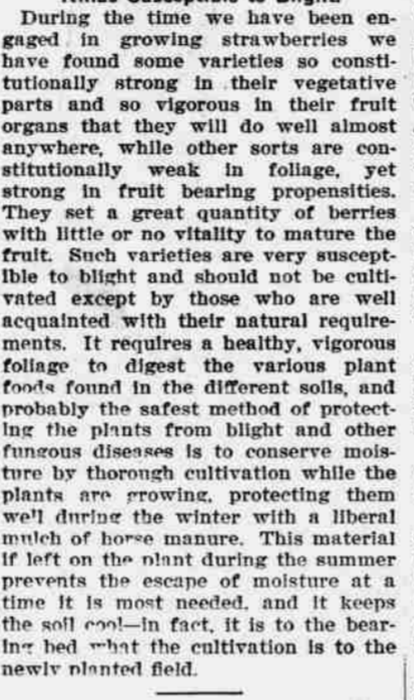 During the time we have been en-
gaged in growing strawberries we
have found some varieties so consti-
tutionally strong in their vegetative
parts and so vigorous in their fruit
organs that they will do well almost
anywhere, while other sorts are con-
stitutionally weak in foliage, yet
strong in fruit bearing propensities.
They set a great quantity of berries
with little or no vitality to mature the
fruit. Such varieties are very suscept-
ible to blight and should not be culti-
vated except by those who are well
acquainted with their natural require-
ments. It requires a healthy, vigorous
foliage to digest the various plant
foods found in the different soils, and
probably the safest method of protect-
ing the plants from blight and other
fungous diseases is to conserve mois-
ture by thorough cultivation while the
plants are growing, protecting them
well during the winter with a liberal
mulch of horse manure. This material
if left on the plant during the summer
prevents the escape of moisture at a
time it is most needed, and it keeps
the soil cool—in fact, it is to the bear-
ing bed what the cultivation is to the
newly planted field.